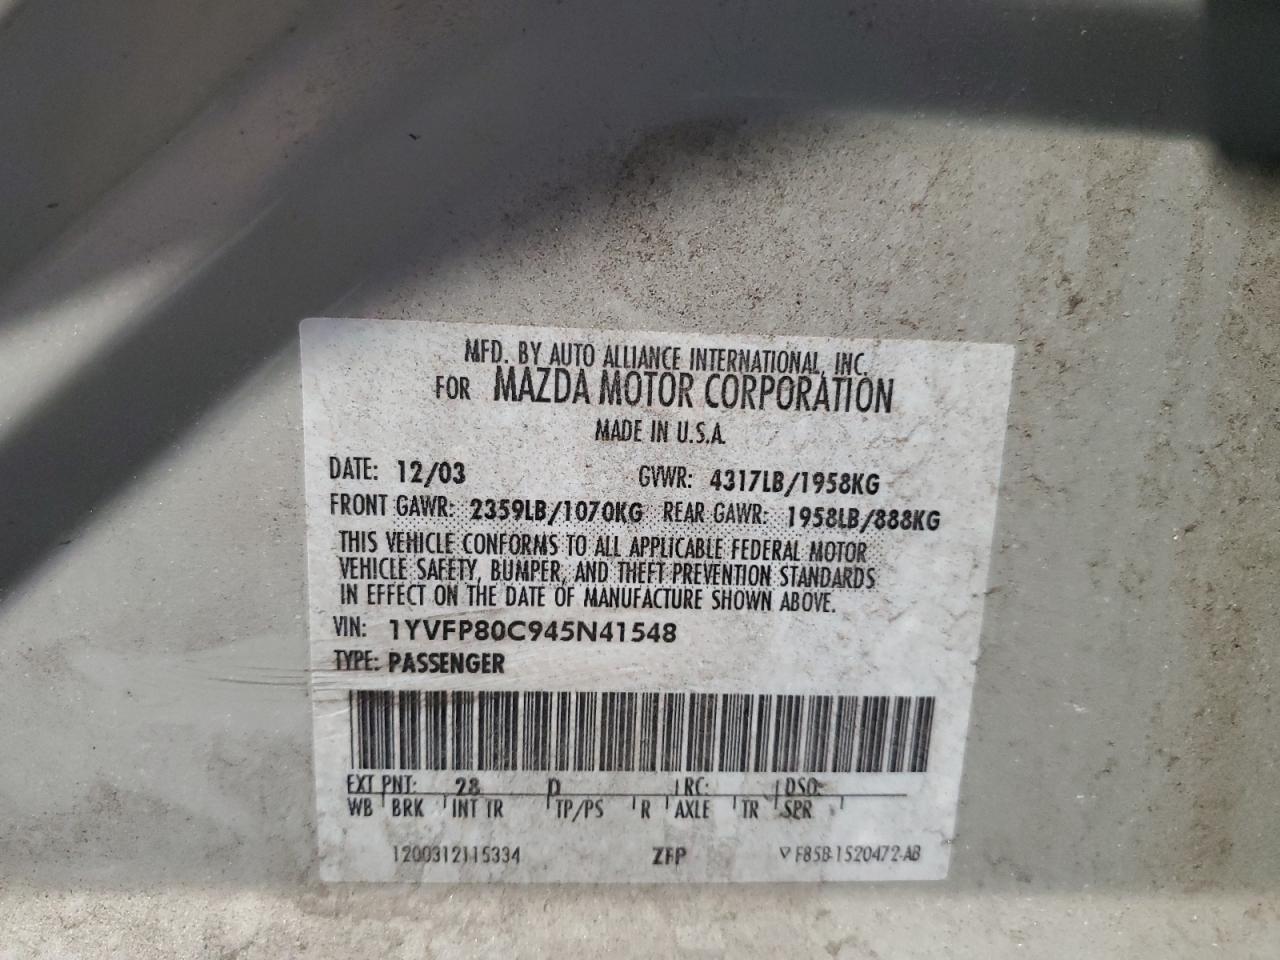 MFD. BY AUTO ALLIANCE INTERNATIONAL, INC.
FOR MAZDA MOTOR CORPORATION
MADE IN U.S.A.
DATE: 12/03 GVWR: 4317LB/1958KG
FRONT GAWR: 2359LB/1070KG REAR GAWR: 1958LB/888KG
THIS VEHICLE CONFORMS TO ALL APPLICABLE FEDERAL MOTOR
VEHICLE SAFETY, BUMPER, AND THEFT PREVENTION STANDARDS
IN EFFECT ON THE DATE OF MANUFACTURE SHOWN ABOVE.
VIN: 1YVFP80C945N41548
TYPE: PASSENGER
EXT PNT: 28 D RC: DSO:
WB BRK INT TR TP/PS R AXLE TR SPR
1200312115334 ZFP F85B-1520472-AB